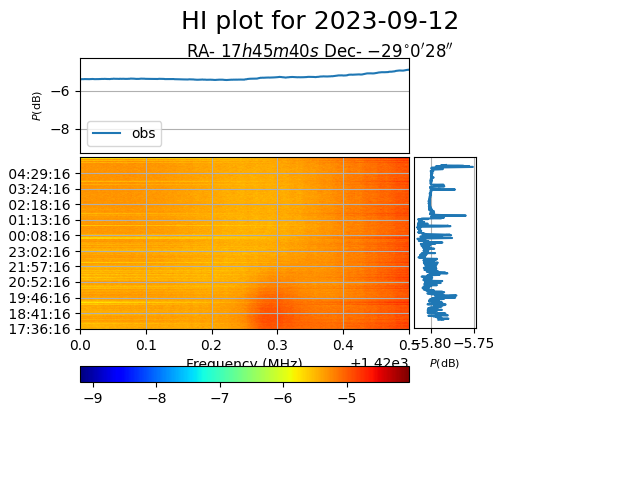 HI plot for 2023-09-12
RA- 17h45m40s Dec- −29°0′28″
P(dB)
−6
−8
obs
04:29:16
03:24:16
02:18:16
01:13:16
00:08:16
23:02:16
21:57:16
20:52:16
19:46:16
18:41:16
17:36:16
0.0 0.1 0.2 0.3 0.4 0.5
−5.80 −5.75
Frequency (MHz)
+1.42e3
P(dB)
−9 −8 −7 −6 −5